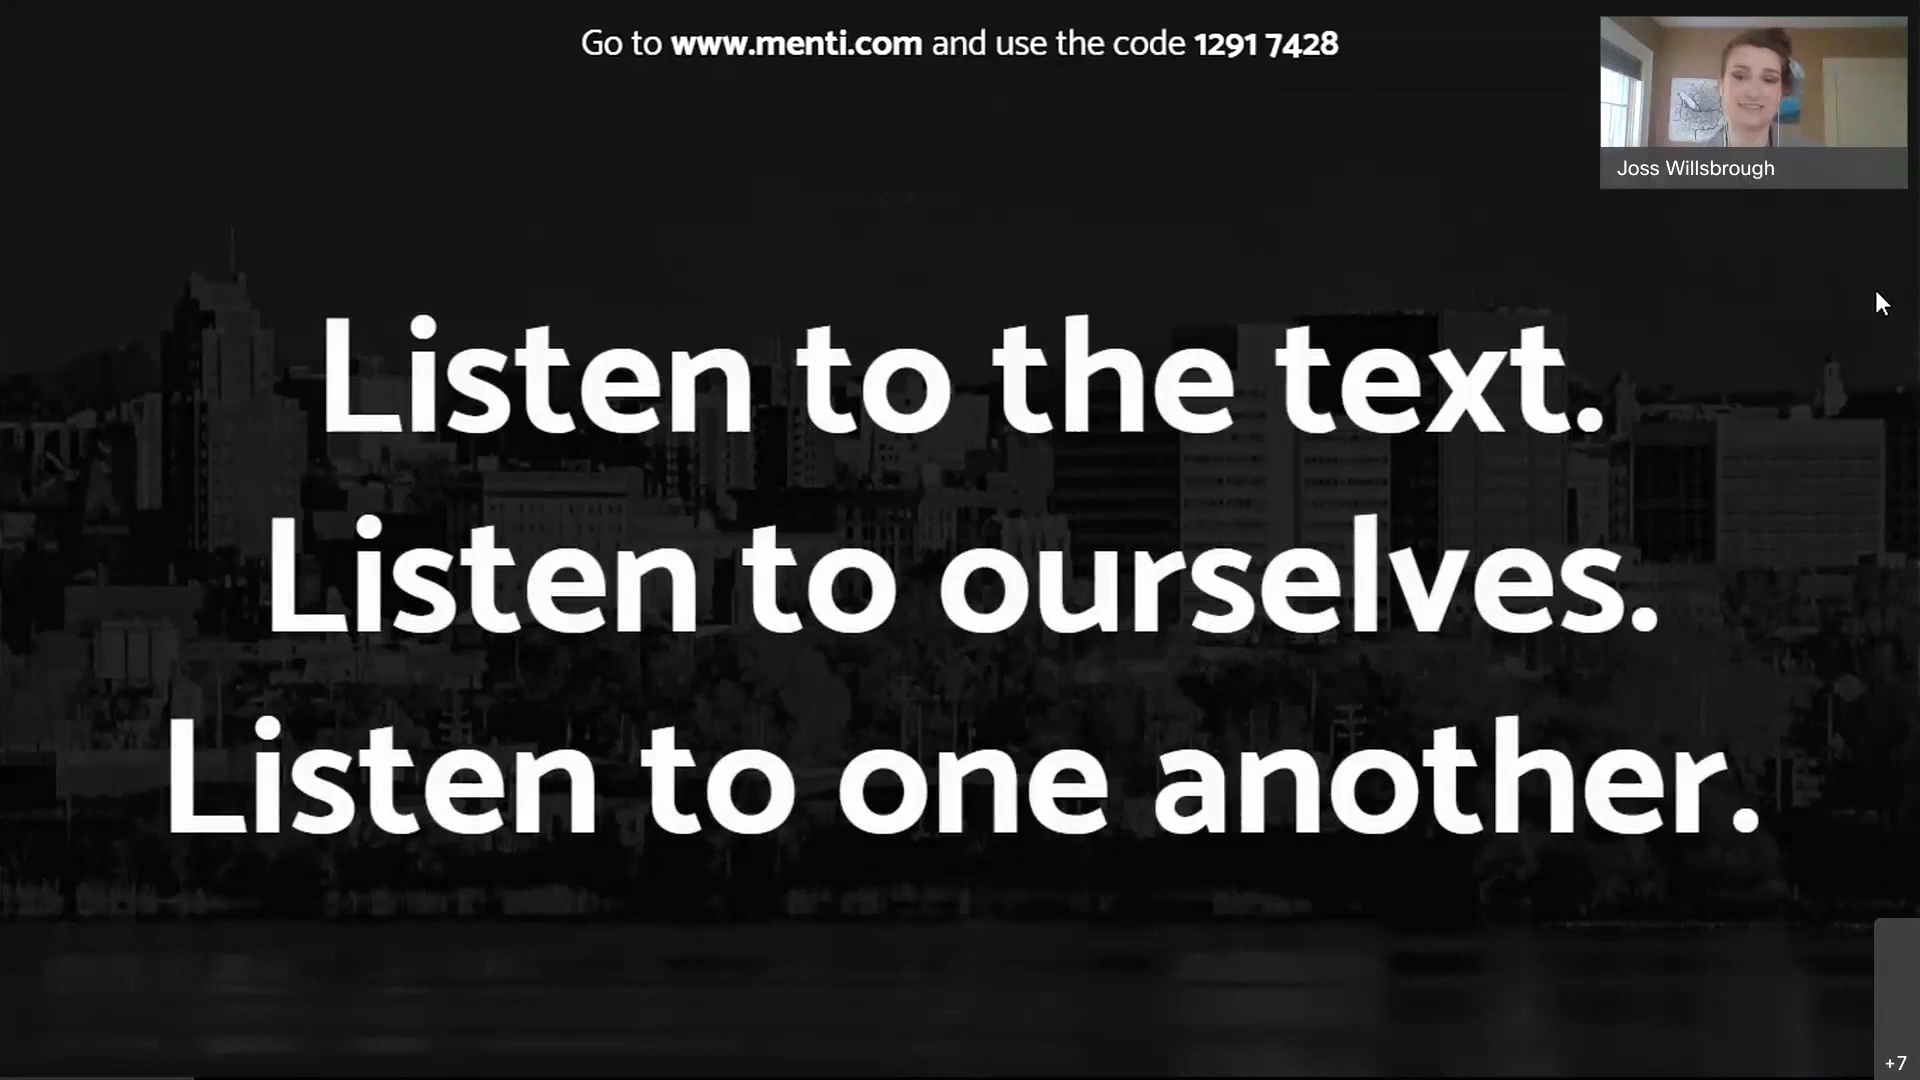 Go to www.menti.com and use the code 1291 7428
Joss Willsbrough
Listen to the text.
Listen to ourselves.
Listen to one another.
+7